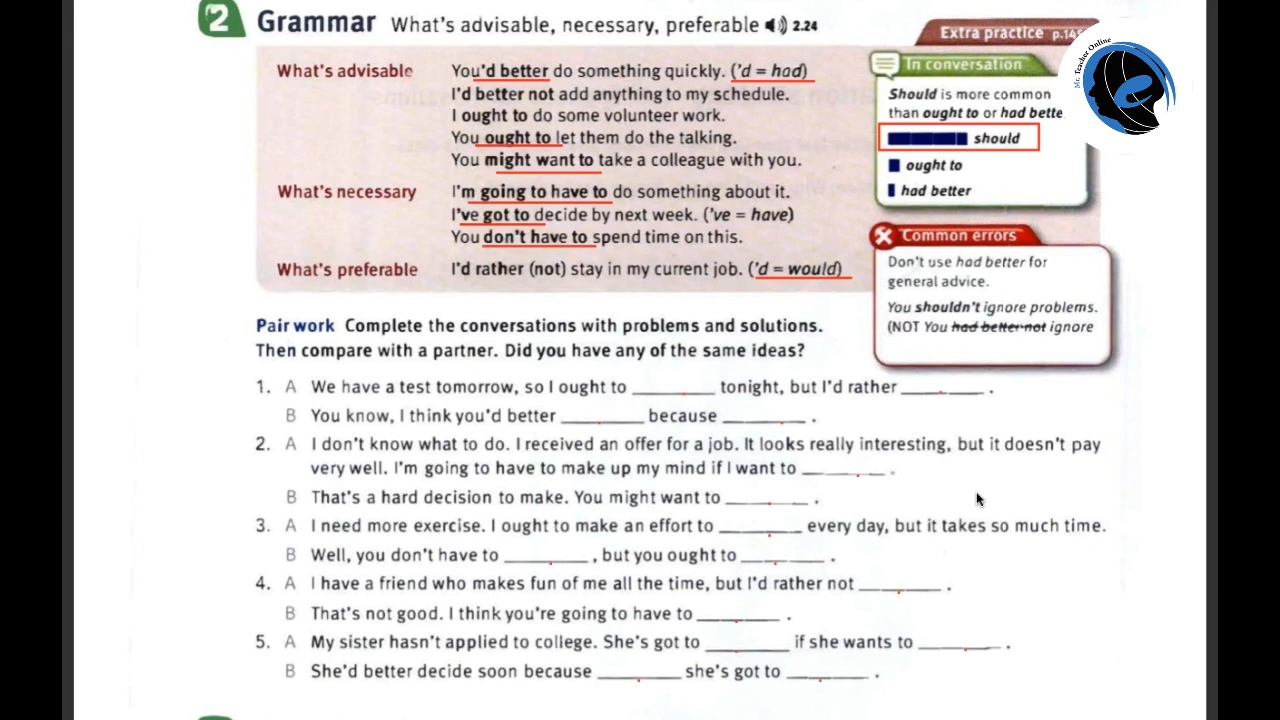 2 Grammar What's advisable, necessary, preferable 2.24
Extra practice p.145
What's advisable You'd better do something quickly. ('d = had)
I'd better not add anything to my schedule.
I ought to do some volunteer work.
You ought to let them do the talking.
You might want to take a colleague with you.
What's necessary I'm going to have to do something about it.
I've got to decide by next week. ('ve = have)
You don't have to spend time on this.
What's preferable I'd rather (not) stay in my current job. ('d = would)
In conversation
Should is more common
than ought to or had bette
should
ought to
had better
Mr. Teacher Online
Common errors
Don't use had better for
general advice.
You shouldn't ignore problems.
(NOT You had better not ignore
Pair work Complete the conversations with problems and solutions.
Then compare with a partner. Did you have any of the same ideas?
1. A We have a test tomorrow, so I ought to ________ tonight, but I'd rather ________ .
B You know, I think you'd better ________ because ________ .
2. A I don't know what to do. I received an offer for a job. It looks really interesting, but it doesn't pay
very well. I'm going to have to make up my mind if I want to ________ .
B That's a hard decision to make. You might want to ________ .
3. A I need more exercise. I ought to make an effort to ________ every day, but it takes so much time.
B Well, you don't have to ________ , but you ought to ________ .
4. A I have a friend who makes fun of me all the time, but I'd rather not ________ .
B That's not good. I think you're going to have to ________ .
5. A My sister hasn't applied to college. She's got to ________ if she wants to ________ .
B She'd better decide soon because ________ she's got to ________ .